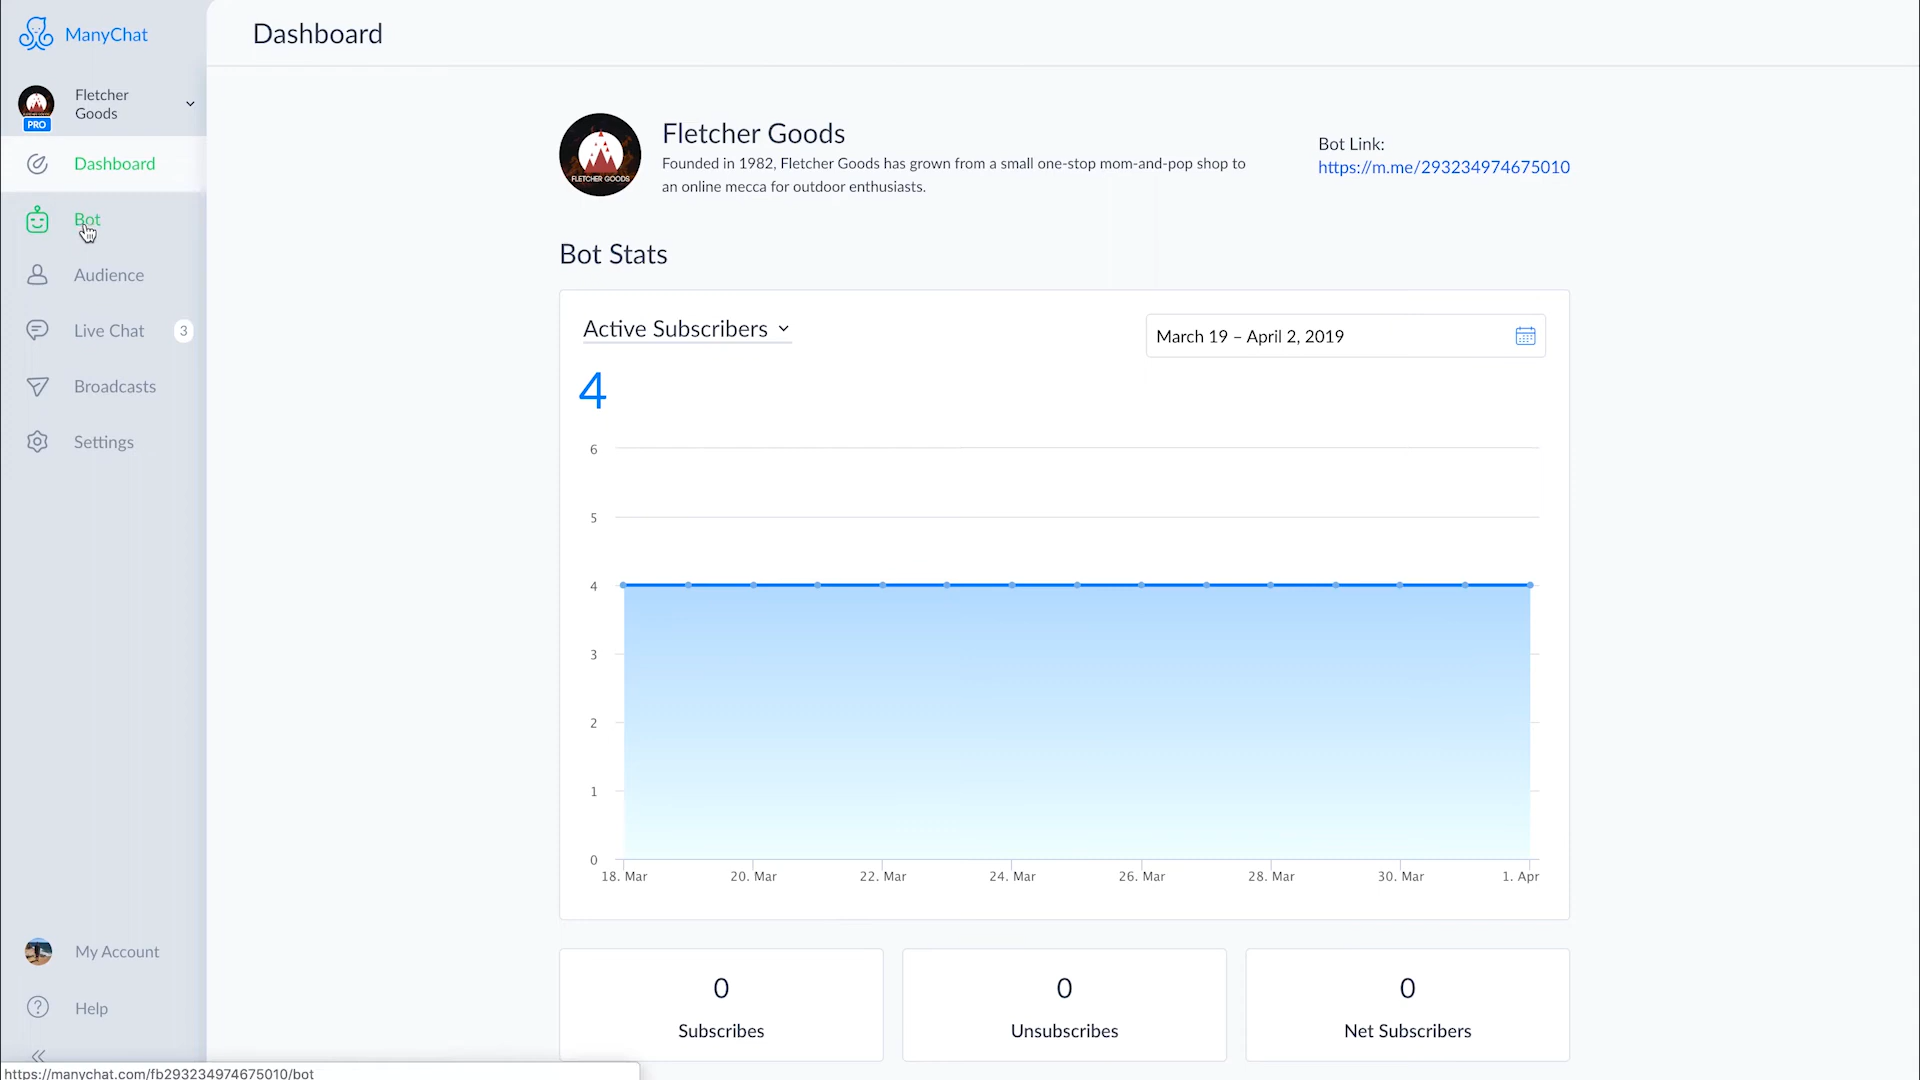 ManyChat
Dashboard
Fletcher
Goods
PRO
Dashboard
Bot
Audience
Live Chat 3
Broadcasts
Settings
My Account
Help
FLETCHER GOODS
Fletcher Goods
Founded in 1982, Fletcher Goods has grown from a small one-stop mom-and-pop shop to
an online mecca for outdoor enthusiasts.
Bot Link:
https://m.me/293234974675010
Bot Stats
Active Subscribers
March 19 – April 2, 2019
4
6
5
4
3
2
1
0
18. Mar 20. Mar 22. Mar 24. Mar 26. Mar 28. Mar 30. Mar 1. Apr
0
Subscribes
0
Unsubscribes
0
Net Subscribers
https://manychat.com/fb293234974675010/bot